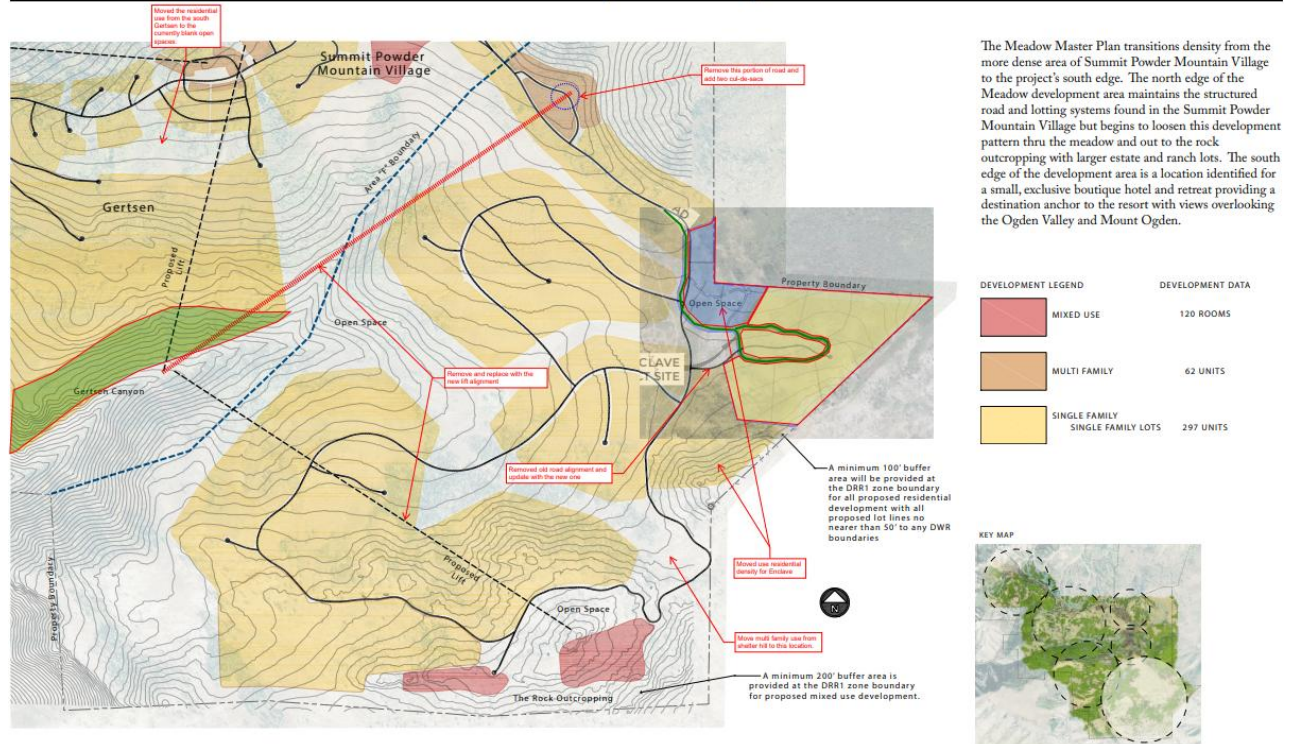 Moved the residential
use from the south
Gertsen to the
currently blank open
spaces.
Summit Powder
Mountain Village
Remove this portion of road and
add two cul-de-sacs
Area "F" Boundary
Gertsen
Proposed
Lift
Open Space
Property Boundary
Open Space
CLAVE
T SITE
Gertsen Canyon
Remove and replace with the
new lift alignment
Removed old road alignment and
update with the new one
A minimum 100' buffer
area will be provided at
the DRR1 zone boundary
for all proposed residential
development with all
proposed lot lines no
nearer than 50' to any DWR
boundaries
Moved use residential
density for Enclave
Proposed
Lift
Property Boundary
Open Space
N
Move multi family use from
shelter hill to this location.
A minimum 200' buffer area is
provided at the DRR1 zone boundary
for proposed mixed use development.
The Rock Outcropping
The Meadow Master Plan transitions density from the
more dense area of Summit Powder Mountain Village
to the project's south edge. The north edge of the
Meadow development area maintains the structured
road and lotting systems found in the Summit Powder
Mountain Village but begins to loosen this development
pattern thru the meadow and out to the rock
outcropping with larger estate and ranch lots. The south
edge of the development area is a location identified for
a small, exclusive boutique hotel and retreat providing a
destination anchor to the resort with views overlooking
the Ogden Valley and Mount Ogden.
DEVELOPMENT LEGEND DEVELOPMENT DATA
MIXED USE 120 ROOMS
MULTI FAMILY 62 UNITS
SINGLE FAMILY
SINGLE FAMILY LOTS 297 UNITS
KEY MAP